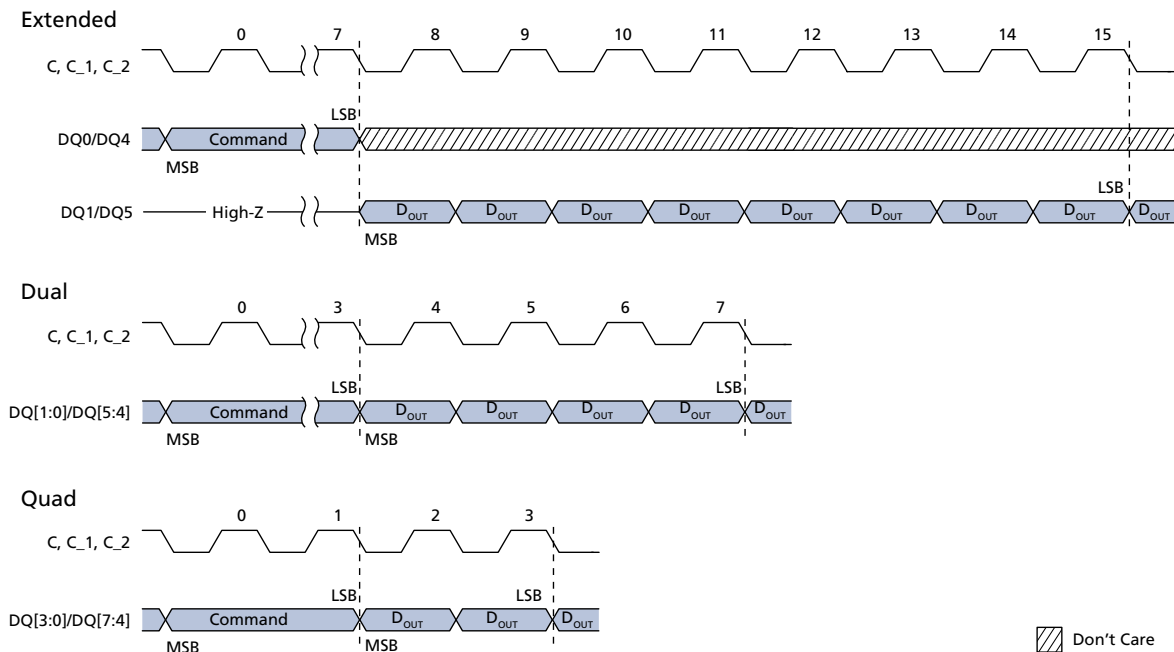 Extended
0 7 8 9 10 11 12 13 14 15
C, C_1, C_2
LSB
DQ0/DQ4 Command
MSB
LSB
DQ1/DQ5 High-Z DOUT DOUT DOUT DOUT DOUT DOUT DOUT DOUT DOUT
MSB
Dual
0 3 4 5 6 7
C, C_1, C_2
LSB LSB
DQ[1:0]/DQ[5:4] Command DOUT DOUT DOUT DOUT DOUT
MSB MSB
Quad
0 1 2 3
C, C_1, C_2
LSB LSB
DQ[3:0]/DQ[7:4] Command DOUT DOUT DOUT
MSB MSB
Don't Care